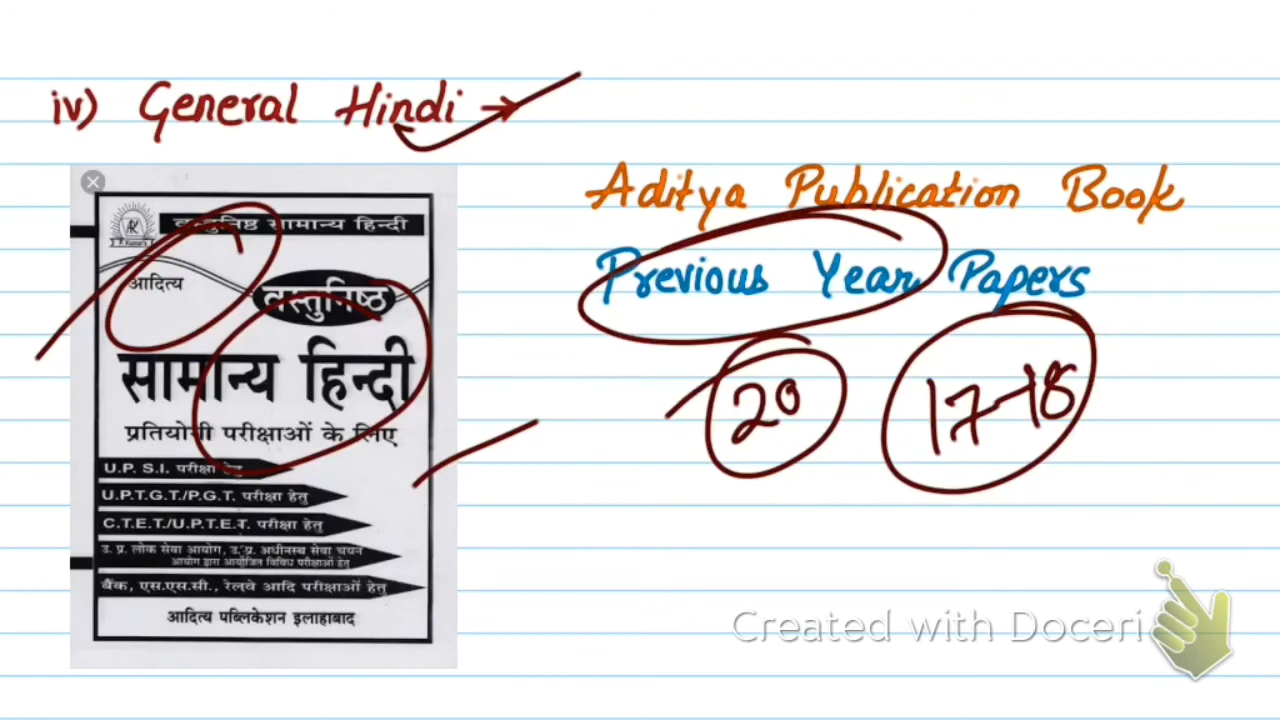 iv) General Hindi →
Aditya Publication Book
Previous Year Papers
20
17-18
P. Kumar's
वस्तुनिष्ठ सामान्य हिन्दी
आदित्य
वस्तुनिष्ठ
सामान्य हिन्दी
प्रतियोगी परीक्षाओं के लिए
U.P. S.I. परीक्षा हेतु
U.P.T.G.T./P.G.T. परीक्षा हेतु
C.T.E.T./U.P.T.E.T. परीक्षा हेतु
उ. प्र. लोक सेवा आयोग, उ. प्र. अधीनस्थ सेवा चयन
आयोग द्वारा आयोजित विविध परीक्षाओं हेतु
बैंक, एस.एस.सी., रेलवे आदि परीक्षाओं हेतु
आदित्य पब्लिकेशन इलाहाबाद
Created with Doceri